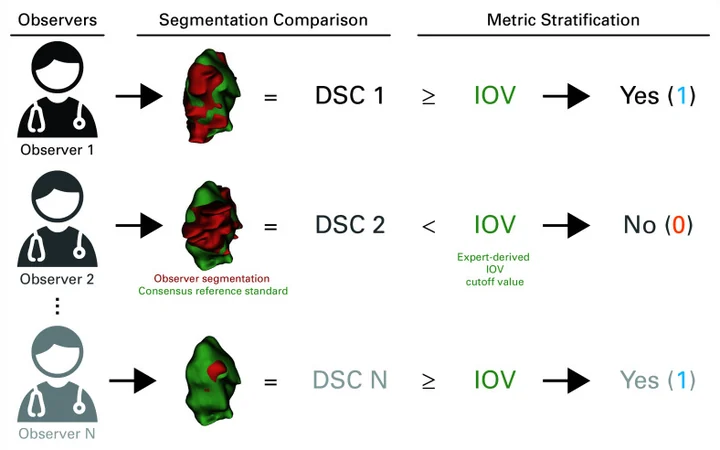 Observers
Segmentation Comparison
Metric Stratification
= DSC 1 ≥ IOV Yes (1)
Observer 1
= DSC 2 < IOV No (0)
Observer 2
Observer segmentation
Consensus reference standard
Expert-derived
IOV
cutoff value
= DSC N ≥ IOV Yes (1)
Observer N